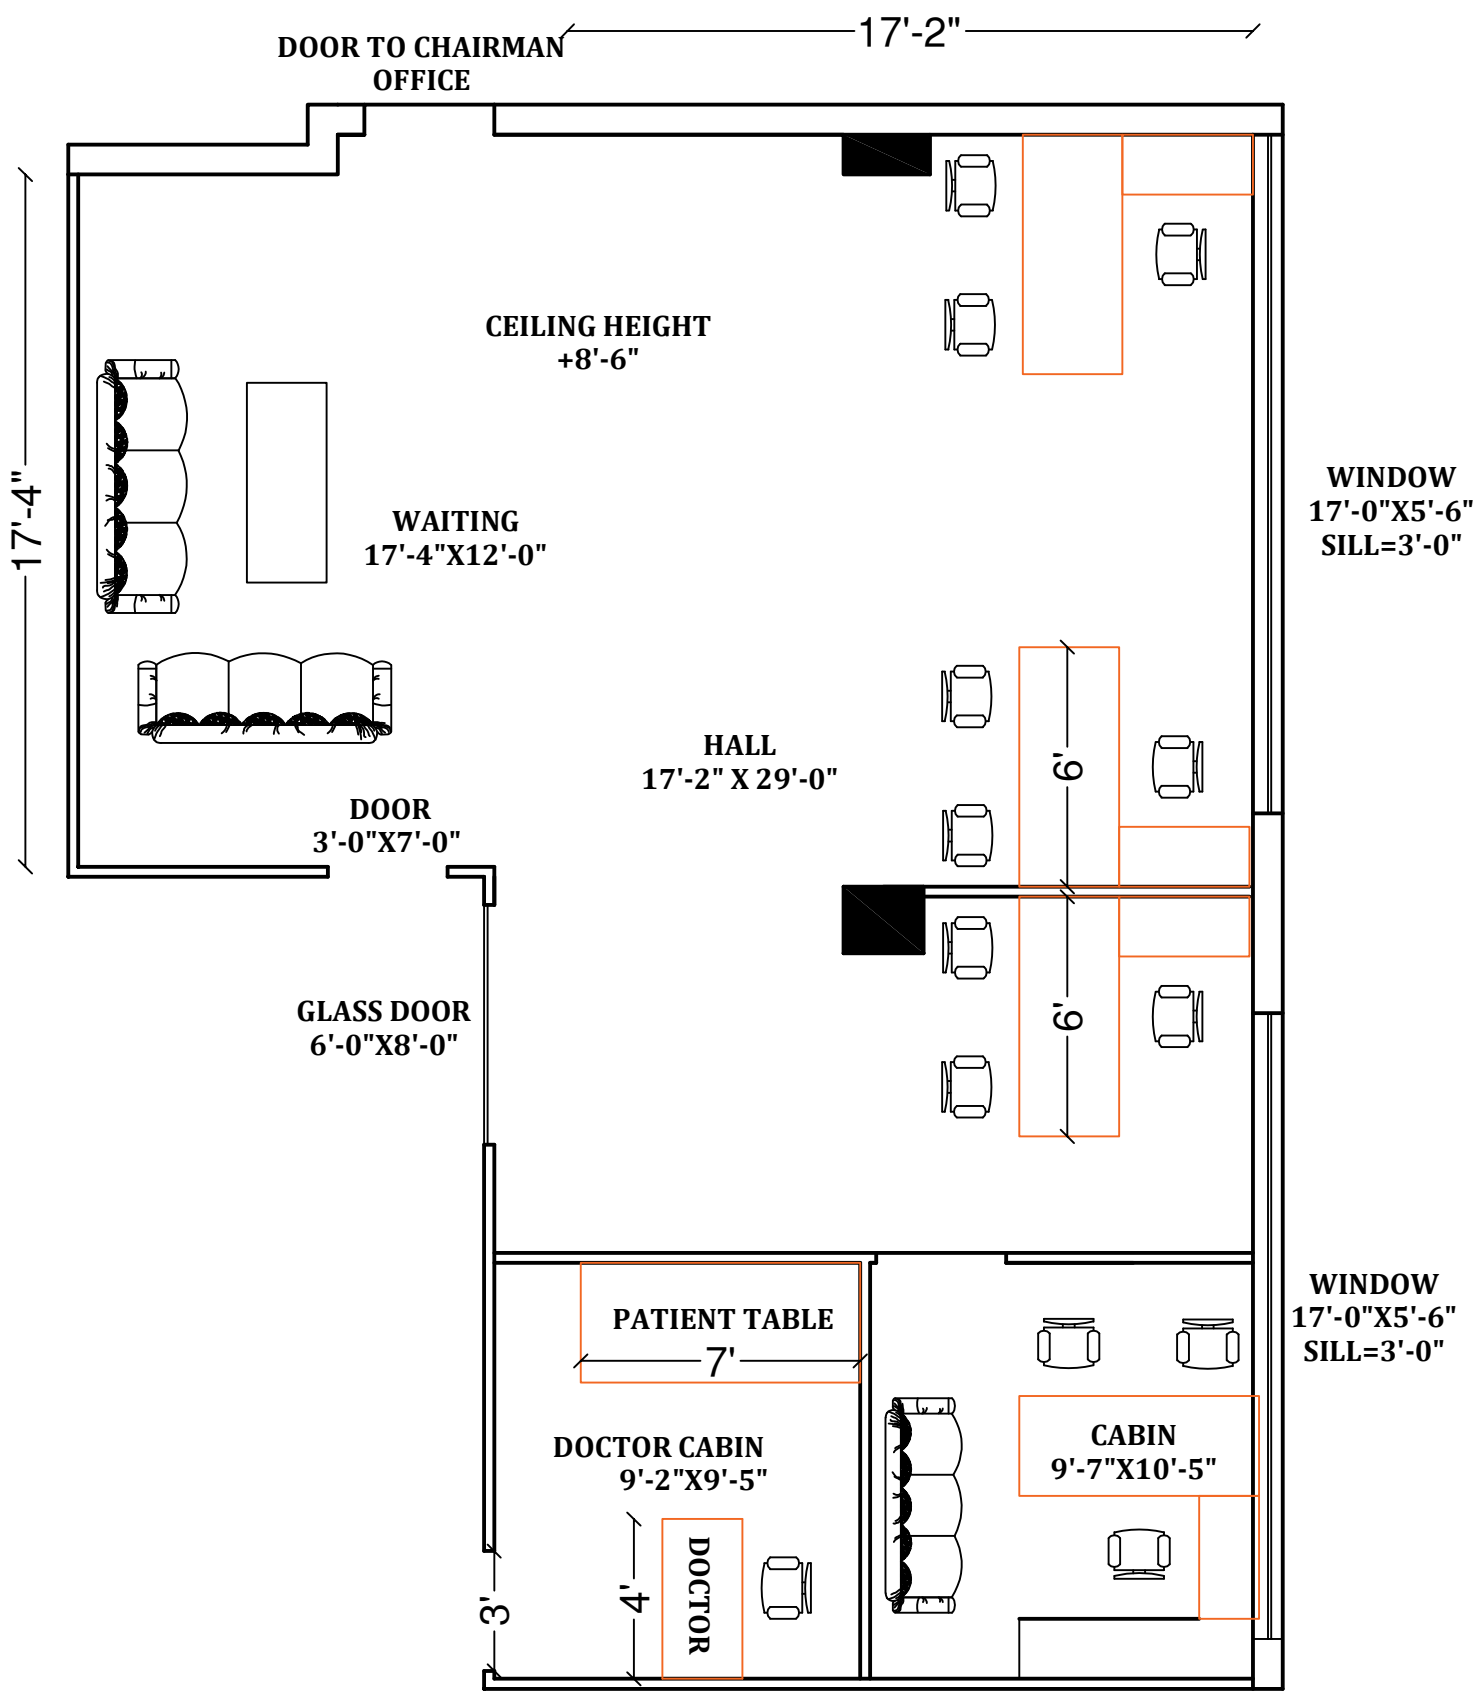 17'-2"
DOOR TO CHAIRMAN
OFFICE
CEILING HEIGHT
+8'-6"
17'-4"
WAITING
17'-4"X12'-0"
WINDOW
17'-0"X5'-6"
SILL=3'-0"
HALL
17'-2" X 29'-0"
6'
DOOR
3'-0"X7'-0"
GLASS DOOR
6'-0"X8'-0"
6'
PATIENT TABLE
7'
WINDOW
17'-0"X5'-6"
SILL=3'-0"
DOCTOR CABIN
9'-2"X9'-5"
CABIN
9'-7"X10'-5"
3'
4'
DOCTOR